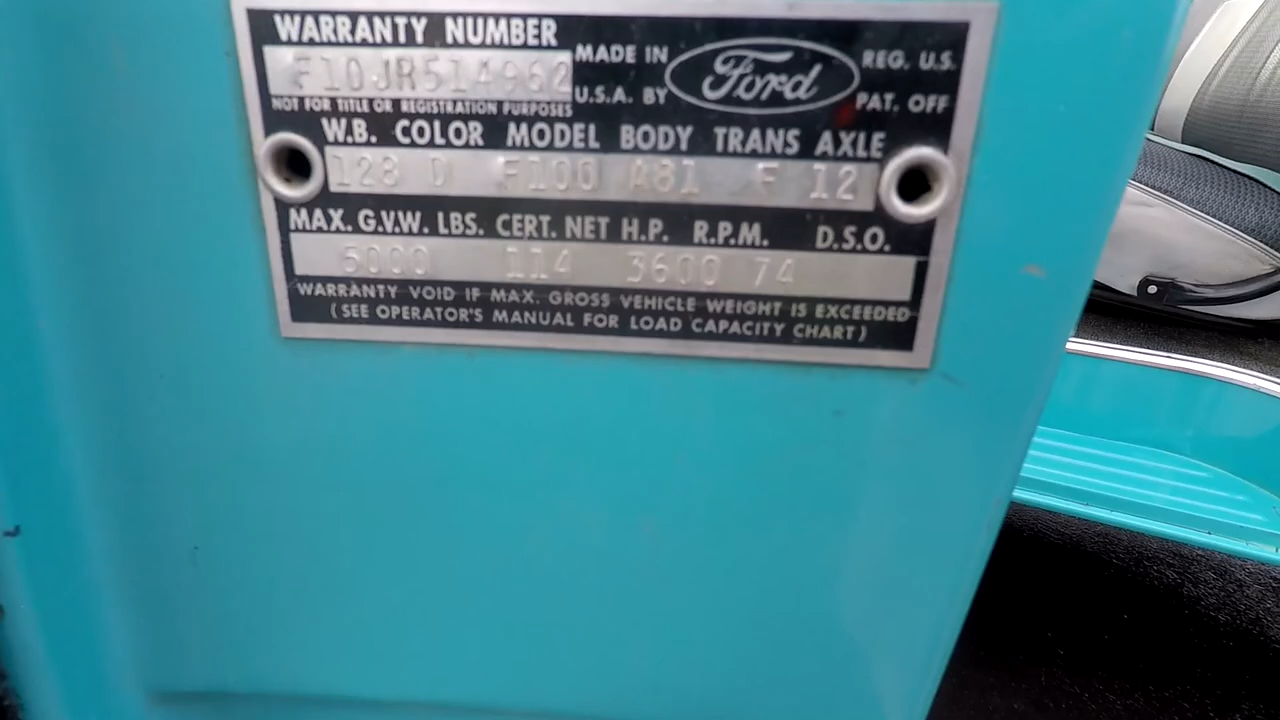 WARRANTY NUMBER
F10JR514962
NOT FOR TITLE OR REGISTRATION PURPOSES
MADE IN
U.S.A. BY
Ford
REG. U.S.
PAT. OFF
W.B. COLOR MODEL BODY TRANS AXLE
128 D F100 A81 F 12
MAX. G.V.W. LBS. CERT. NET H.P. R.P.M. D.S.O.
5000 114 3600 74
WARRANTY VOID IF MAX. GROSS VEHICLE WEIGHT IS EXCEEDED
(SEE OPERATOR'S MANUAL FOR LOAD CAPACITY CHART)